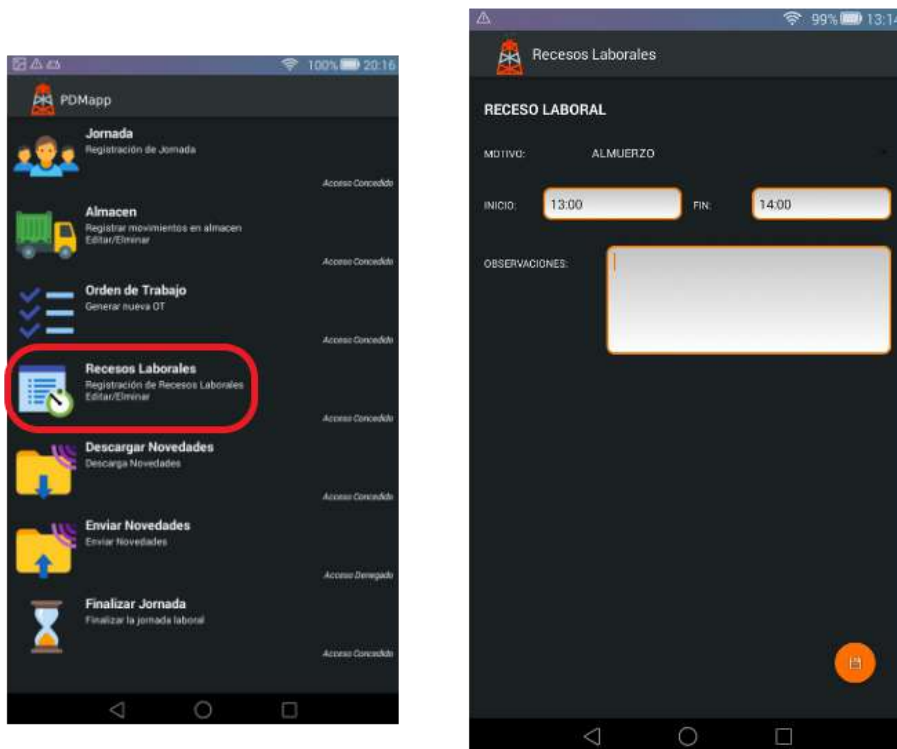 100% 20:16
PDMapp
Jornada
Registración de Jornada
Acceso Concedido
Almacen
Registrar movimientos en almacen
Editar/Elminar
Acceso Concedido
Orden de Trabajo
Generar nueva OT
Acceso Concedido
Recesos Laborales
Registración de Recesos Laborales
Editar/Elminar
Acceso Concedido
Descargar Novedades
Descarga Novedades
Acceso Concedido
Enviar Novedades
Enviar Novedades
Acceso Denegado
Finalizar Jornada
Finalizar la jornada laboral
Acceso Concedido
99% 13:14
Recesos Laborales
RECESO LABORAL
MOTIVO: ALMUERZO
INICIO: 13:00 FIN: 14:00
OBSERVACIONES: